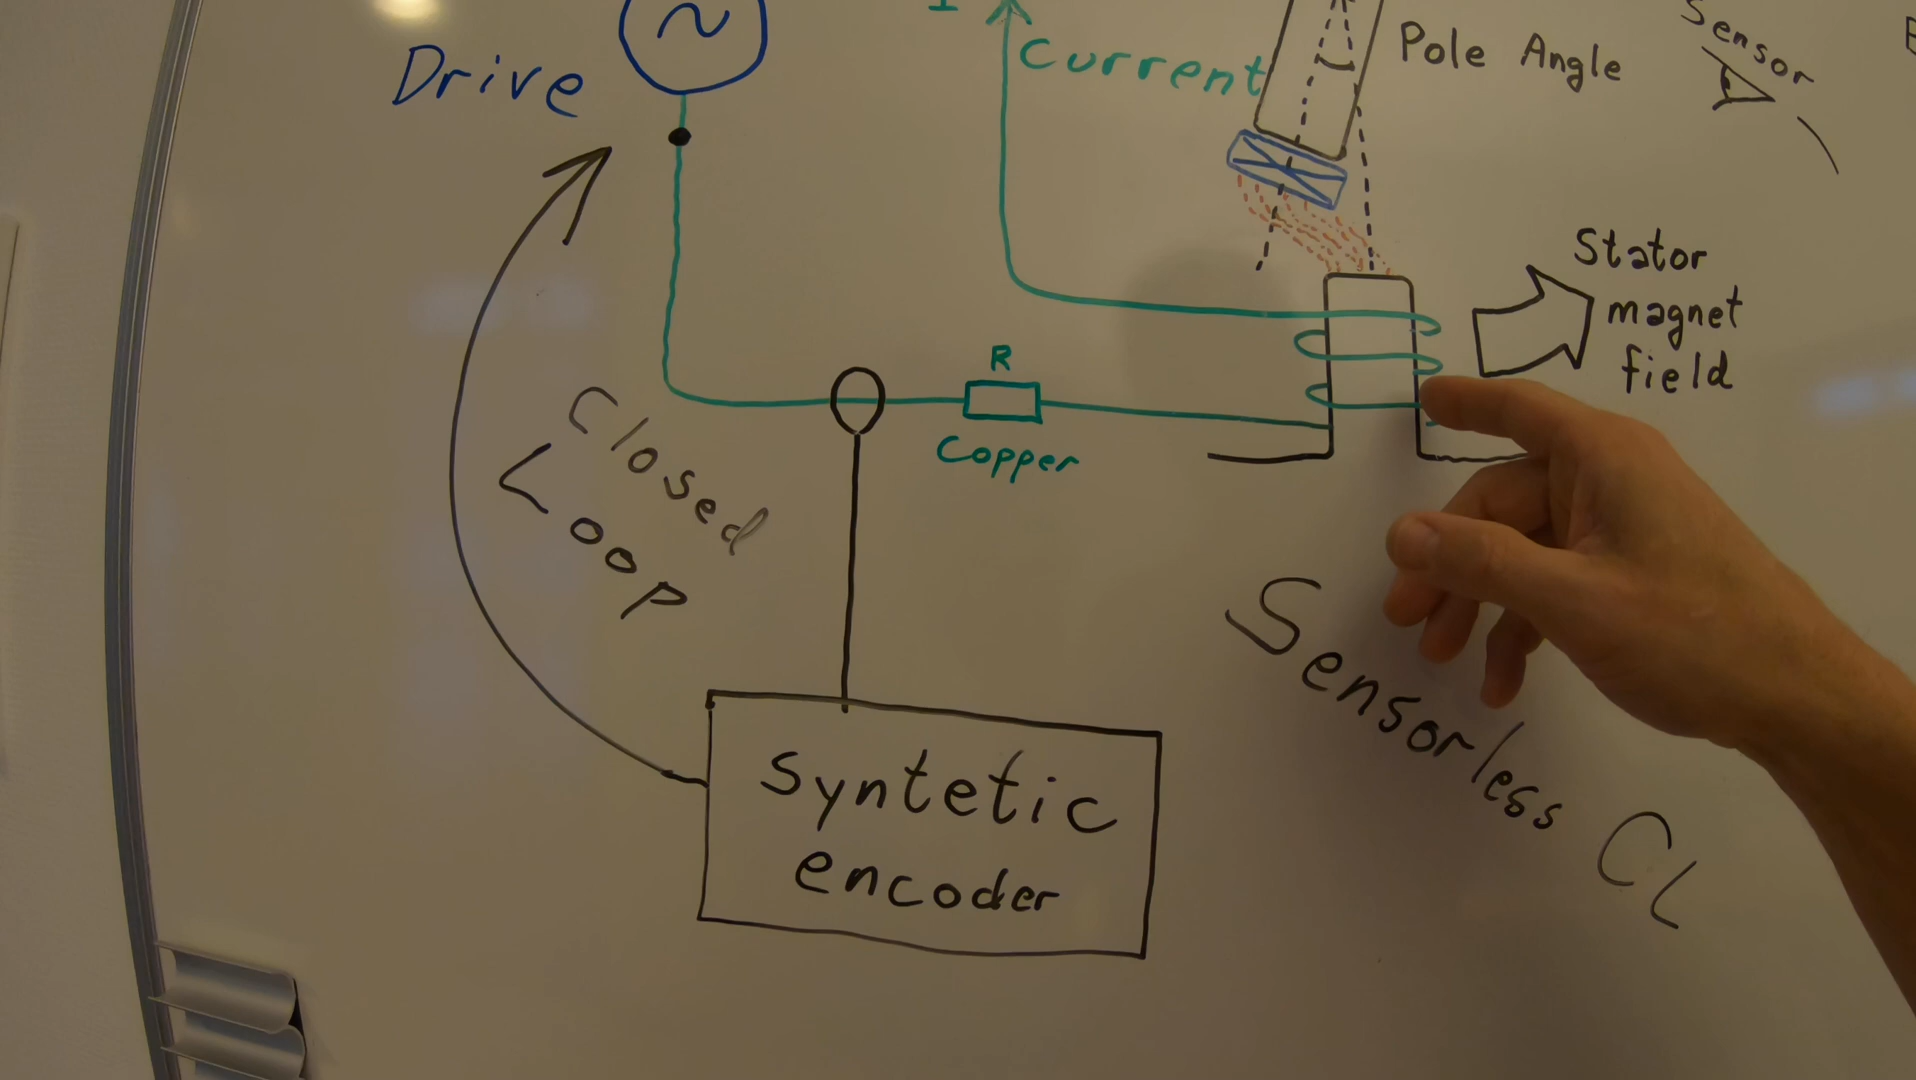 Drive
Current
Pole Angle
Sensor
Stator
magnet
field
R
Copper
Closed
Loop
Syntetic
encoder
Sensorless CL